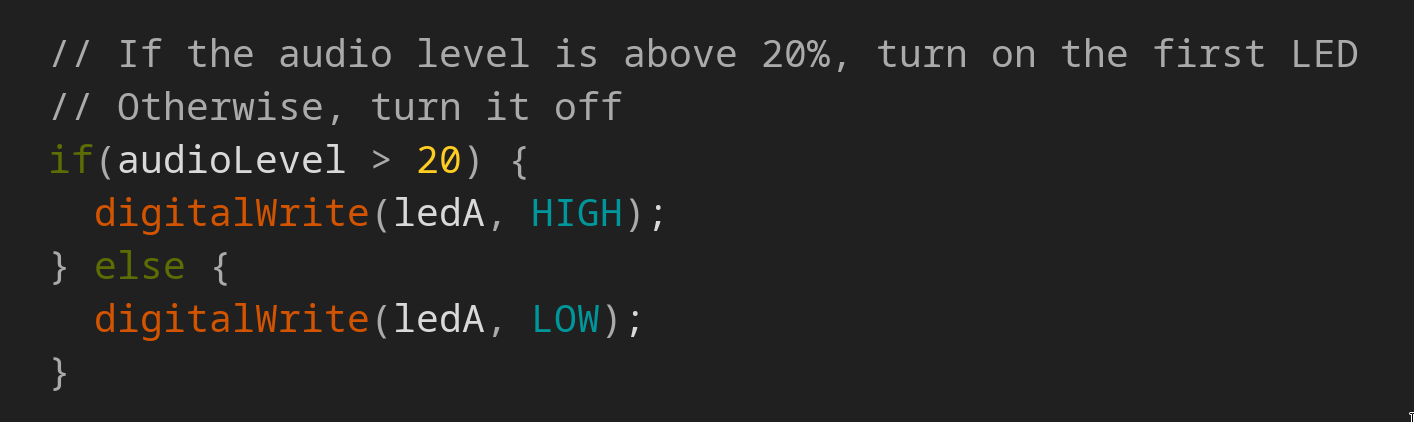 // If the audio level is above 20%, turn on the first LED
// Otherwise, turn it off
if(audioLevel > 20) {
  digitalWrite(ledA, HIGH);
} else {
  digitalWrite(ledA, LOW);
}